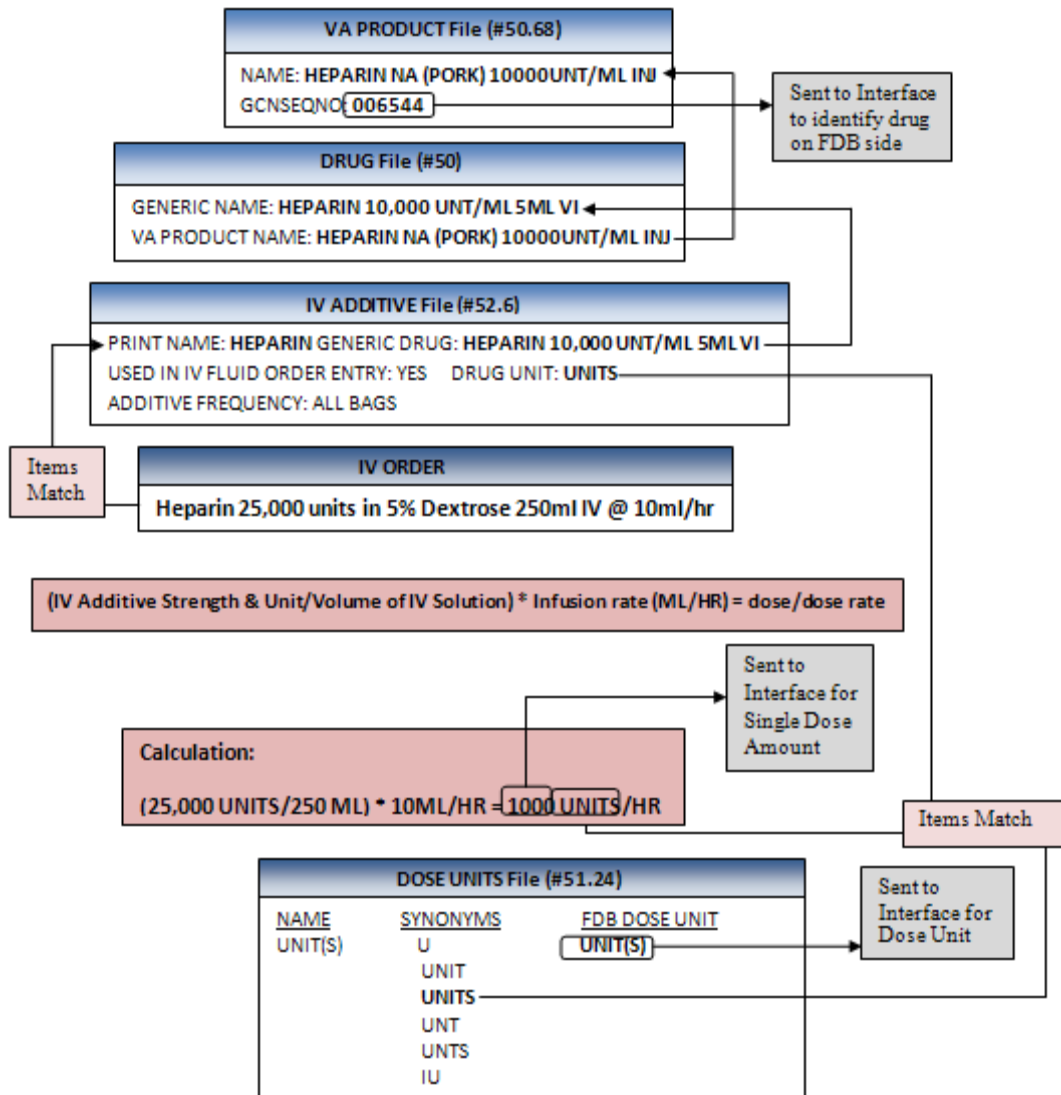 VA PRODUCT File (#50.68)
NAME: HEPARIN NA (PORK) 10000UNT/ML INJ
GCNSEQNO: 006544
Sent to Interface
to identify drug
on FDB side
DRUG File (#50)
GENERIC NAME: HEPARIN 10,000 UNT/ML 5ML VI
VA PRODUCT NAME: HEPARIN NA (PORK) 10000UNT/ML INJ
IV ADDITIVE File (#52.6)
PRINT NAME: HEPARIN GENERIC DRUG: HEPARIN 10,000 UNT/ML 5ML VI
USED IN IV FLUID ORDER ENTRY: YES DRUG UNIT: UNITS
ADDITIVE FREQUENCY: ALL BAGS
Items
Match
IV ORDER
Heparin 25,000 units in 5% Dextrose 250ml IV @ 10ml/hr
(IV Additive Strength & Unit/Volume of IV Solution) * Infusion rate (ML/HR) = dose/dose rate
Sent to
Interface for
Single Dose
Amount
Calculation:
(25,000 UNITS/250 ML) * 10ML/HR = 1000 UNITS/HR
Items Match
DOSE UNITS File (#51.24)
NAME SYNONYMS FDB DOSE UNIT
UNIT(S) U UNIT(S)
UNIT
UNITS
UNT
UNTS
IU
Sent to
Interface for
Dose Unit